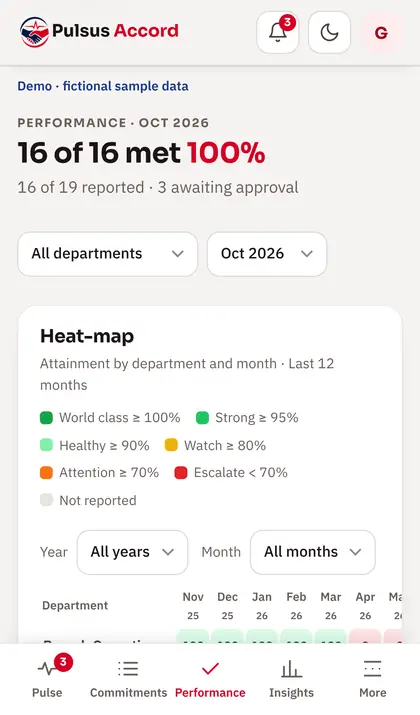 Pulsus Accord
3
G
Demo · fictional sample data
PERFORMANCE · OCT 2026
16 of 16 met 100%
16 of 19 reported · 3 awaiting approval
All departments
Oct 2026
Heat-map
Attainment by department and month · Last 12
months
World class ≥ 100%
Strong ≥ 95%
Healthy ≥ 90%
Watch ≥ 80%
Attention ≥ 70%
Escalate < 70%
Not reported
Year
All years
Month
All months
Department
Nov 25
Dec 25
Jan 26
Feb 26
Mar 26
Apr 26
3
Pulse
Commitments
Performance
Insights
More